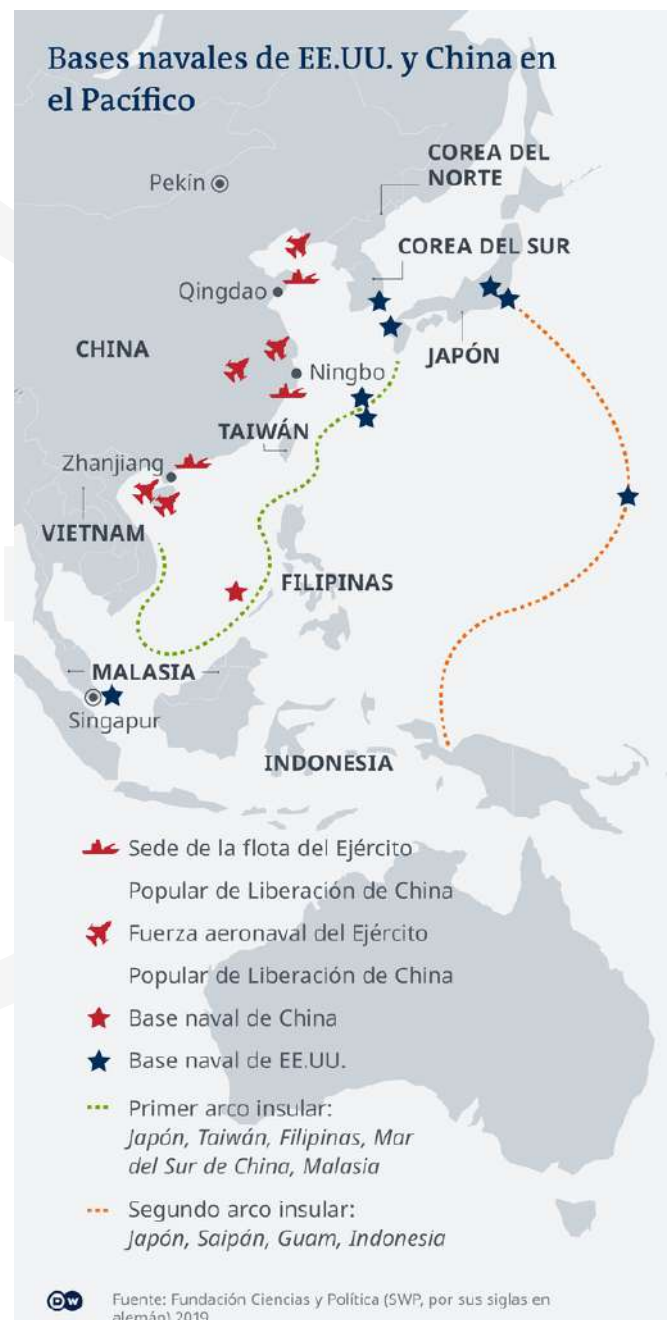 Bases navales de EE.UU. y China en
el Pacífico
COREA DEL
NORTE
Pekín
COREA DEL SUR
Qingdao
CHINA
JAPÓN
Ningbo
TAIWÁN
Zhanjiang
VIETNAM
FILIPINAS
MALASIA
Singapur
INDONESIA
Sede de la flota del Ejército
Popular de Liberación de China
Fuerza aeronaval del Ejército
Popular de Liberación de China
Base naval de China
Base naval de EE.UU.
Primer arco insular:
Japón, Taiwán, Filipinas, Mar
del Sur de China, Malasia
Segundo arco insular:
Japón, Saipán, Guam, Indonesia
DW
Fuente: Fundación Ciencias y Política (SWP, por sus siglas en
alemán) 2019